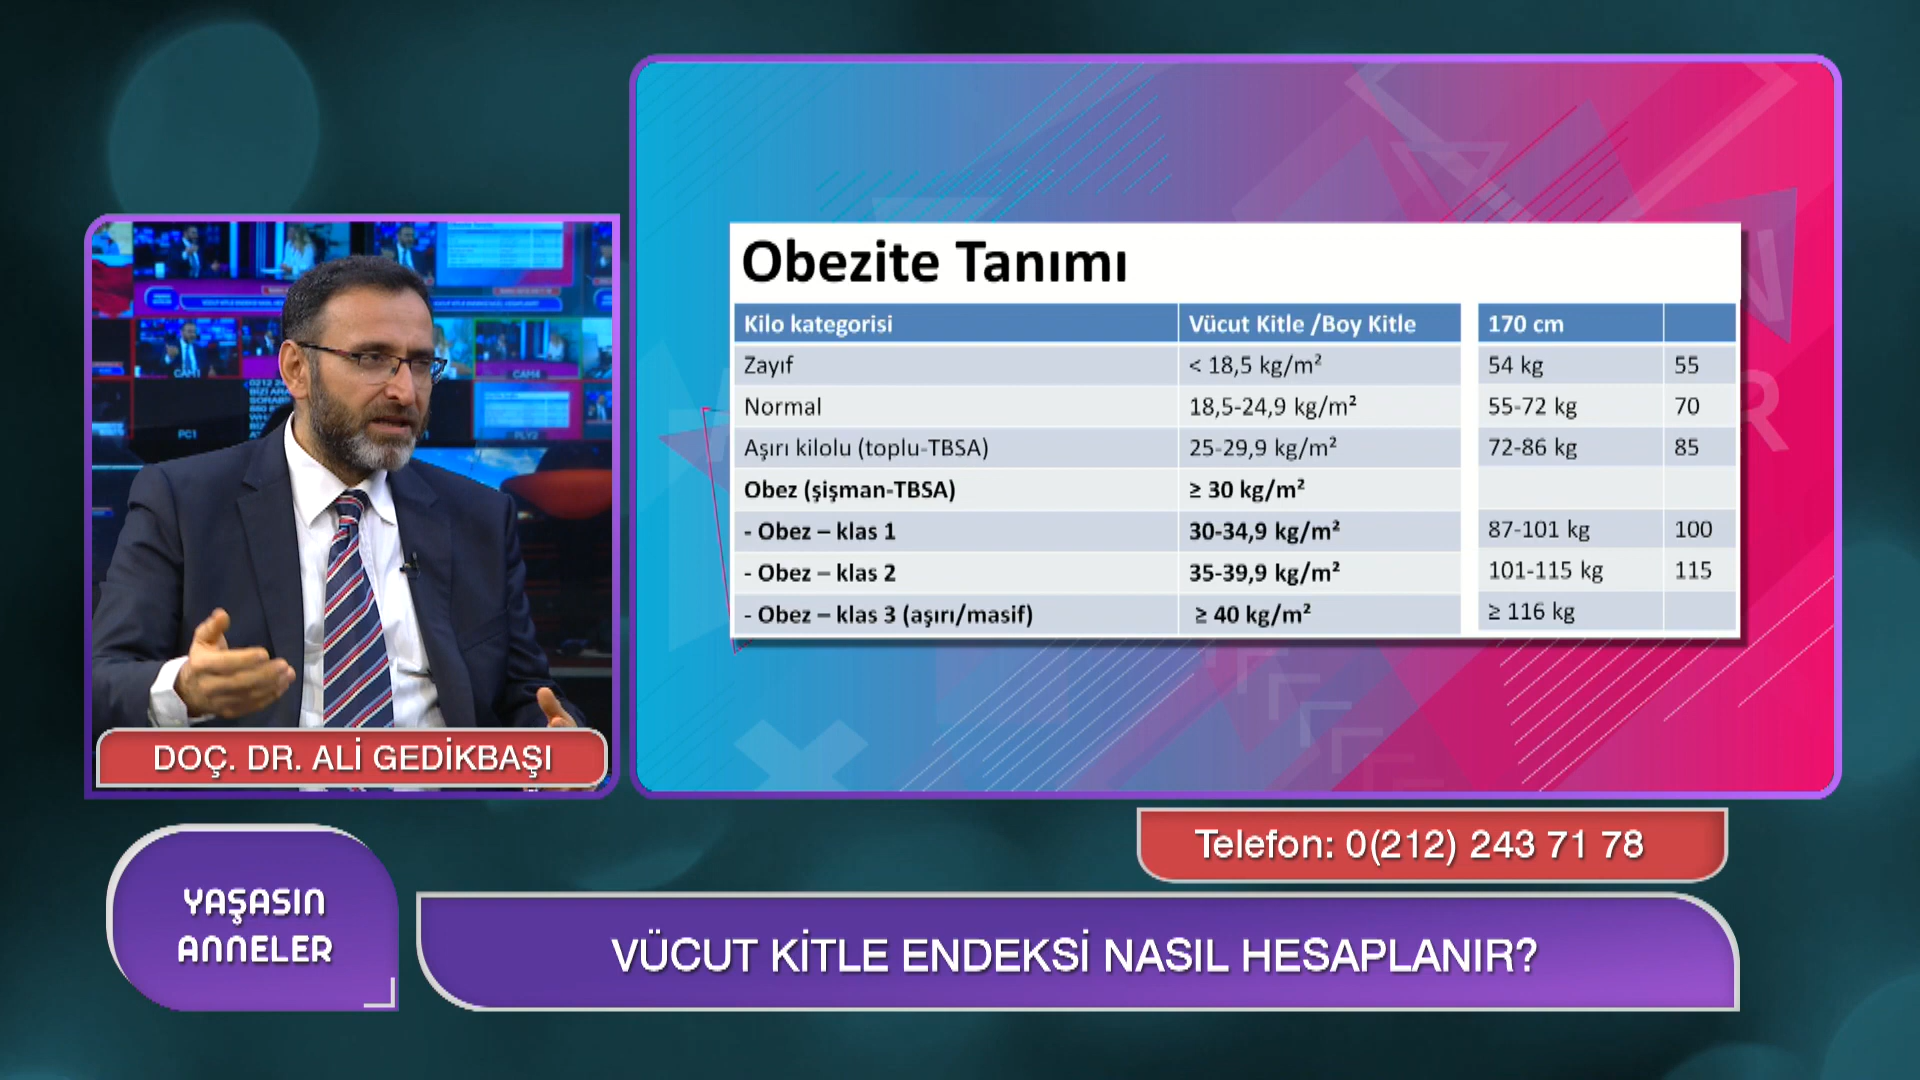 Obezite Tanımı
Kilo kategorisi Vücut Kitle /Boy Kitle 170 cm
Zayıf < 18,5 kg/m² 54 kg 55
Normal 18,5-24,9 kg/m² 55-72 kg 70
Aşırı kilolu (toplu-TBSA) 25-29,9 kg/m² 72-86 kg 85
Obez (şişman-TBSA) ≥ 30 kg/m²
- Obez – klas 1 30-34,9 kg/m² 87-101 kg 100
- Obez – klas 2 35-39,9 kg/m² 101-115 kg 115
- Obez – klas 3 (aşırı/masif) ≥ 40 kg/m² ≥ 116 kg
CAM1
CAM4
PC1
PLY2
DOÇ. DR. ALİ GEDİKBAŞI
Telefon: 0(212) 243 71 78
YAŞASIN
ANNELER
VÜCUT KİTLE ENDEKSİ NASIL HESAPLANIR?